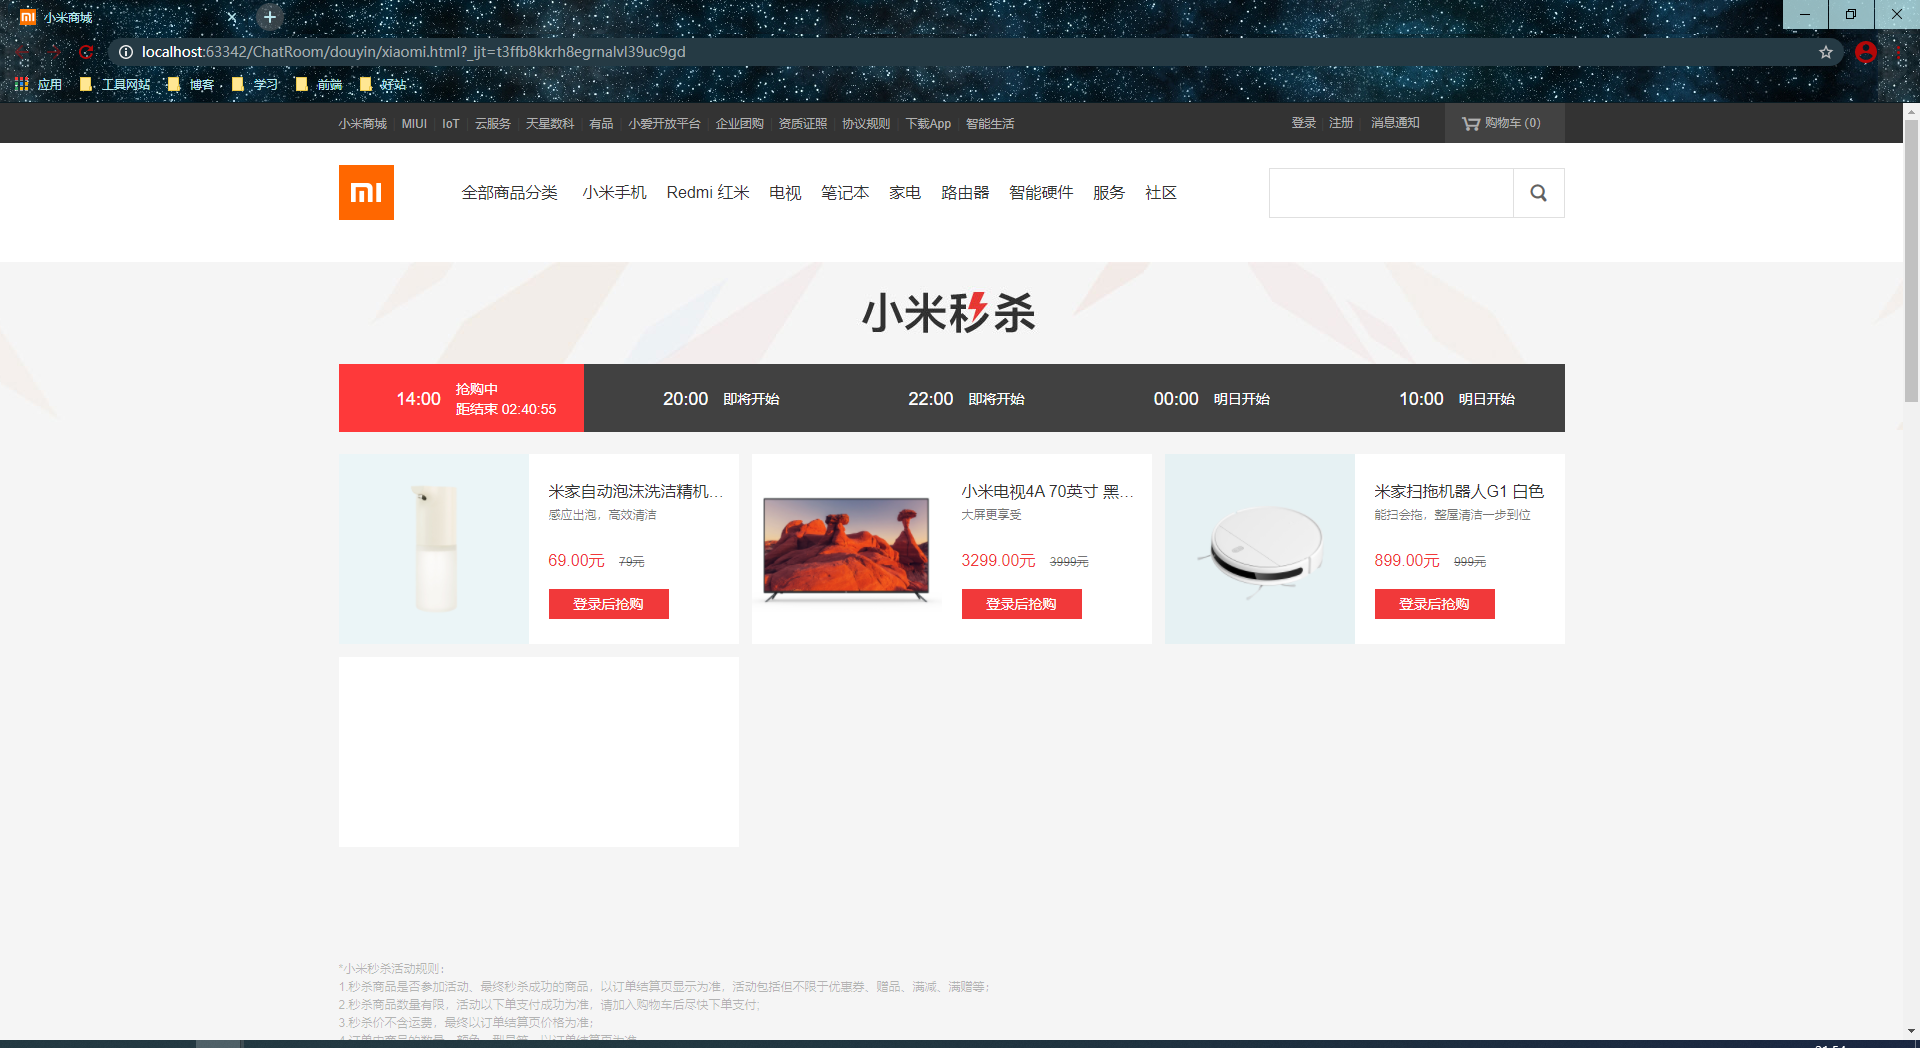 小米商城
localhost:63342/ChatRoom/douyin/xiaomi.html?_ijt=t3ffb8kkrh8egrnalvl39uc9gd
应用 工具网站 博客 学习 前端 好站
小米商城 MIUI IoT 云服务 天星数科 有品 小爱开放平台 企业团购 资质证照 协议规则 下载App 智能生活 登录 注册 消息通知 购物车 (0)
全部商品分类 小米手机 Redmi 红米 电视 笔记本 家电 路由器 智能硬件 服务 社区
小米秒杀
14:00 抢购中
距结束 02:40:55
20:00 即将开始
22:00 即将开始
00:00 明日开始
10:00 明日开始
米家自动泡沫洗洁精机...
感应出泡，高效清洁
69.00元 79元
登录后抢购
小米电视4A 70英寸 黑...
大屏更享受
3299.00元 3999元
登录后抢购
米家扫拖机器人G1 白色
能扫会拖，整屋清洁一步到位
899.00元 999元
登录后抢购
*小米秒杀活动规则：
1.秒杀商品是否参加活动、最终秒杀成功的商品，以订单结算页显示为准，活动包括但不限于优惠券、赠品、满减、满赠等；
2.秒杀商品数量有限，活动以下单支付成功为准，请加入购物车后尽快下单支付;
3.秒杀价不含运费，最终以订单结算页价格为准；